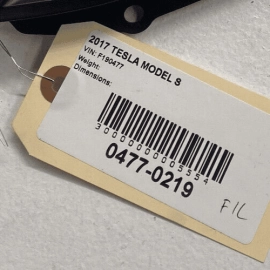 2017 TESLA MODEL S
VIN: F190477
Weight:
Dimensions:
3000000005554
0477-0219
F/L